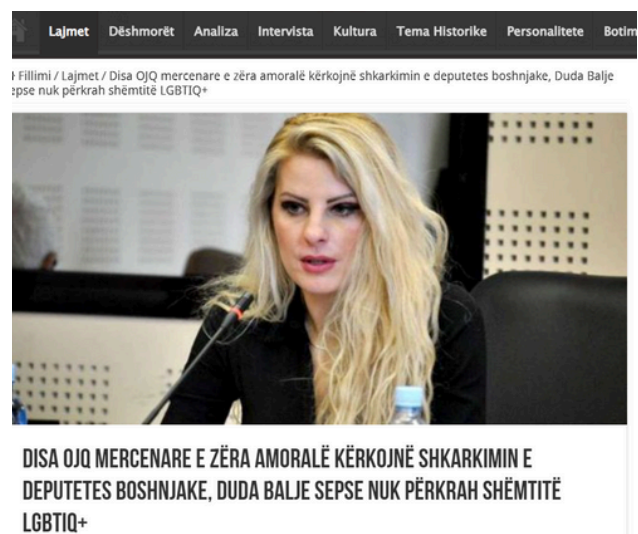 Lajmet Dëshmorët Analiza Intervista Kultura Tema Historike Personalitete Botim
Fillimi / Lajmet / Disa OJQ mercenare e zëra amoralë kërkojnë shkarkimin e deputetes boshnjake, Duda Balje
sepse nuk përkrah shëmtitë LGBTIQ+
DISA OJQ MERCENARE E ZËRA AMORALË KËRKOJNË SHKARKIMIN E
DEPUTETES BOSHNJAKE, DUDA BALJE SEPSE NUK PËRKRAH SHËMTITË
LGBTIQ+